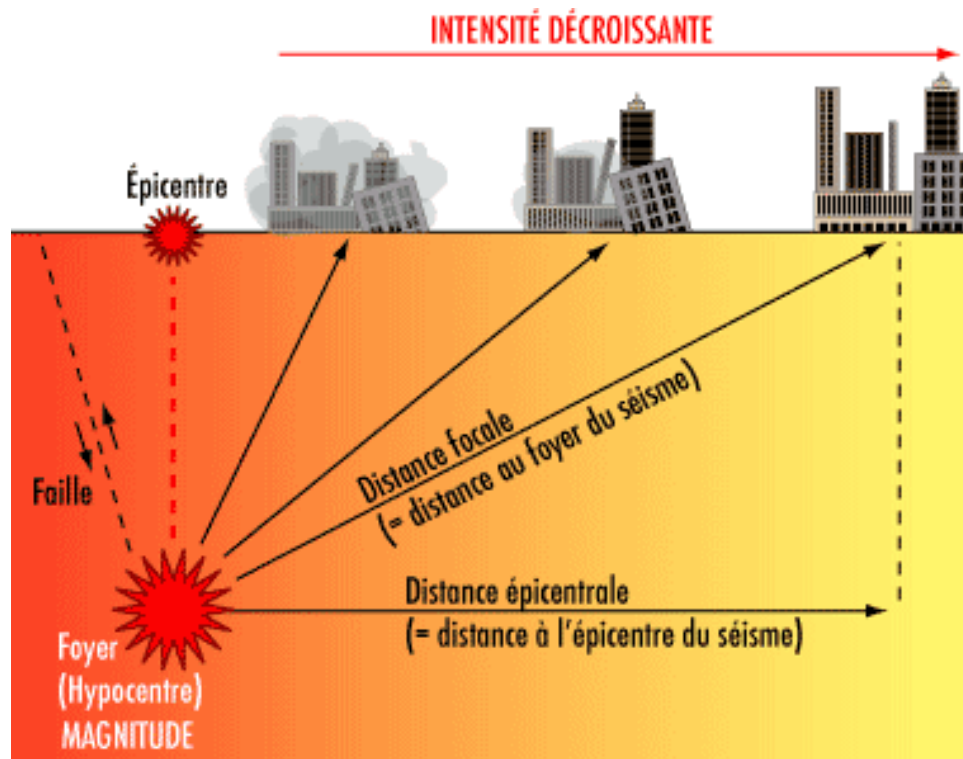 INTENSITÉ DÉCROISSANTE
Épicentre
Faille
Distance focale
(= distance au foyer du séisme)
Distance épicentrale
(= distance à l'épicentre du séisme)
Foyer
(Hypocentre)
MAGNITUDE